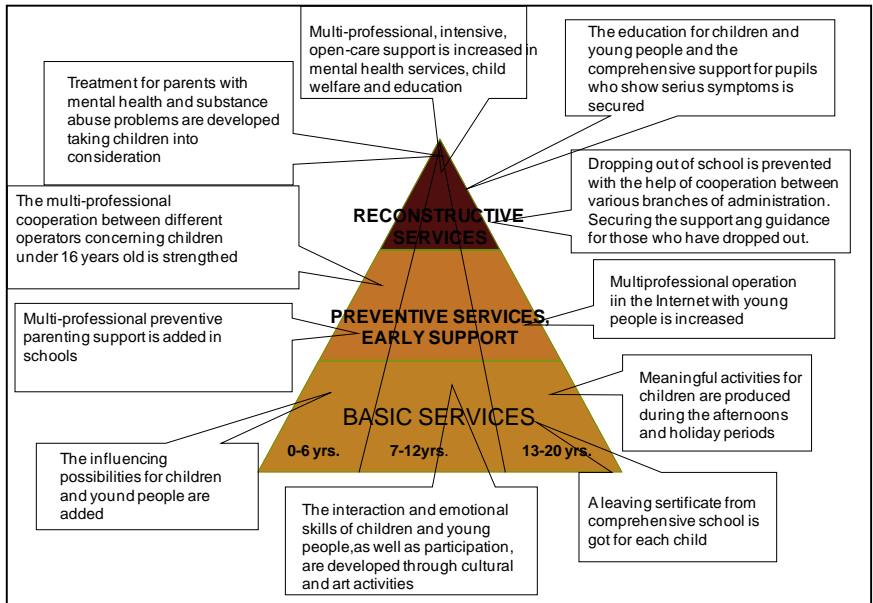 Multi-professional, intensive,
open-care support is increased in
mental health services, child
welfare and education
The education for children and
young people and the
comprehensive support for pupils
who show serius symptoms is
secured
Treatment for parents with
mental health and substance
abuse problems are developed
taking children into
consideration
Dropping out of school is prevented
with the help of cooperation between
various branches of administration.
Securing the support ang guidance
for those who have dropped out.
The multi-professional
cooperation between different
operators concerning children
under 16 years old is strengthed
RECONSTRUCTIVE
SERVICES
Multiprofessional operation
iin the Internet with young
people is increased
Multi-professional preventive
parenting support is added in
schools
PREVENTIVE SERVICES,
EARLY SUPPORT
Meaningful activities for
children are produced
during the afternoons
and holiday periods
BASIC SERVICES
0-6 yrs. 7-12yrs. 13-20 yrs.
The influencing
possibilities for children
and yound people are
added
The interaction and emotional
skills of children and young
people,as well as participation,
are developed through cultural
and art activities
A leaving sertificate from
comprehensive school is
got for each child